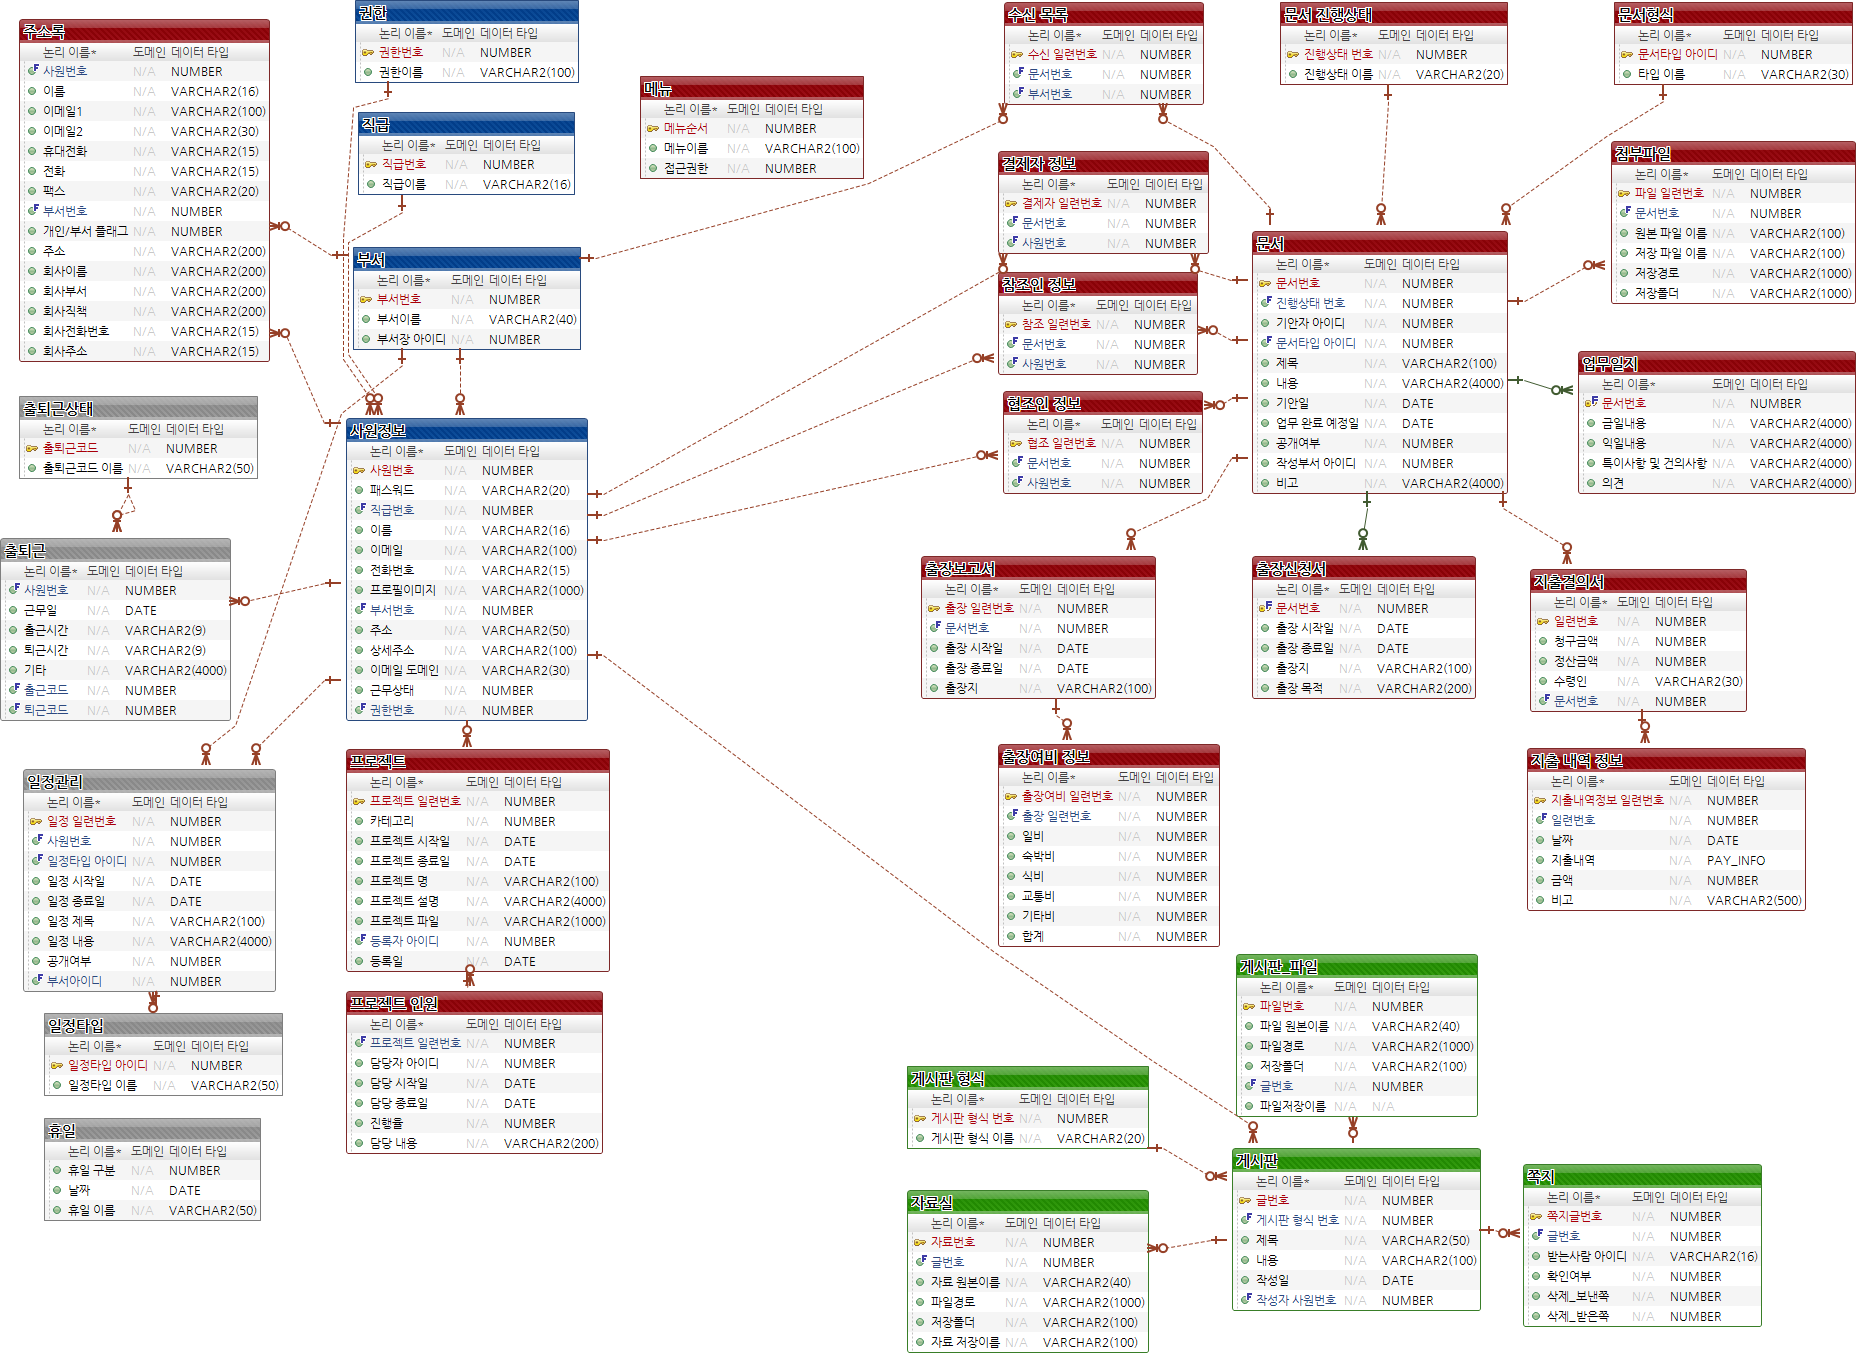 주소록
논리 이름* 도메인 데이터 타입
사원번호 N/A NUMBER
이름 N/A VARCHAR2(16)
이메일1 N/A VARCHAR2(100)
이메일2 N/A VARCHAR2(30)
휴대전화 N/A VARCHAR2(15)
전화 N/A VARCHAR2(15)
팩스 N/A VARCHAR2(20)
부서번호 N/A NUMBER
개인/부서 플래그 N/A NUMBER
주소 N/A VARCHAR2(200)
회사이름 N/A VARCHAR2(200)
회사부서 N/A VARCHAR2(200)
회사직책 N/A VARCHAR2(200)
회사전화번호 N/A VARCHAR2(15)
회사주소 N/A VARCHAR2(15)
권한
논리 이름* 도메인 데이터 타입
권한번호 N/A NUMBER
권한이름 N/A VARCHAR2(100)
직급
논리 이름* 도메인 데이터 타입
직급번호 N/A NUMBER
직급이름 N/A VARCHAR2(16)
부서
논리 이름* 도메인 데이터 타입
부서번호 N/A NUMBER
부서이름 N/A VARCHAR2(40)
부서장 아이디 N/A NUMBER
메뉴
논리 이름* 도메인 데이터 타입
메뉴순서 N/A NUMBER
메뉴이름 N/A VARCHAR2(100)
접근권한 N/A NUMBER
수신 목록
논리 이름* 도메인 데이터 타입
수신 일련번호 N/A NUMBER
문서번호 N/A NUMBER
부서번호 N/A NUMBER
문서 진행상태
논리 이름* 도메인 데이터 타입
진행상태 번호 N/A NUMBER
진행상태 이름 N/A VARCHAR2(20)
문서형식
논리 이름* 도메인 데이터 타입
문서타입 아이디 N/A NUMBER
타입 이름 N/A VARCHAR2(30)
결제자 정보
논리 이름* 도메인 데이터 타입
결제자 일련번호 N/A NUMBER
문서번호 N/A NUMBER
사원번호 N/A NUMBER
참조인 정보
논리 이름* 도메인 데이터 타입
참조 일련번호 N/A NUMBER
문서번호 N/A NUMBER
사원번호 N/A NUMBER
협조인 정보
논리 이름* 도메인 데이터 타입
협조 일련번호 N/A NUMBER
문서번호 N/A NUMBER
사원번호 N/A NUMBER
문서
논리 이름* 도메인 데이터 타입
문서번호 N/A NUMBER
진행상태 번호 N/A NUMBER
기안자 아이디 N/A NUMBER
문서타입 아이디 N/A NUMBER
제목 N/A VARCHAR2(100)
내용 N/A VARCHAR2(4000)
기안일 N/A DATE
업무 완료 예정일 N/A DATE
공개여부 N/A NUMBER
작성부서 아이디 N/A NUMBER
비고 N/A VARCHAR2(4000)
첨부파일
논리 이름* 도메인 데이터 타입
파일 일련번호 N/A NUMBER
문서번호 N/A NUMBER
원본 파일 이름 N/A VARCHAR2(100)
저장 파일 이름 N/A VARCHAR2(100)
저장경로 N/A VARCHAR2(1000)
저장폴더 N/A VARCHAR2(1000)
업무일지
논리 이름* 도메인 데이터 타입
문서번호 N/A NUMBER
금일내용 N/A VARCHAR2(4000)
익일내용 N/A VARCHAR2(4000)
특이사항 및 건의사항 N/A VARCHAR2(4000)
의견 N/A VARCHAR2(4000)
출퇴근상태
논리 이름* 도메인 데이터 타입
출퇴근코드 N/A NUMBER
출퇴근코드 이름 N/A VARCHAR2(50)
출퇴근
논리 이름* 도메인 데이터 타입
사원번호 N/A NUMBER
근무일 N/A DATE
출근시간 N/A VARCHAR2(9)
퇴근시간 N/A VARCHAR2(9)
기타 N/A VARCHAR2(4000)
출근코드 N/A NUMBER
퇴근코드 N/A NUMBER
사원정보
논리 이름* 도메인 데이터 타입
사원번호 N/A NUMBER
패스워드 N/A VARCHAR2(20)
직급번호 N/A NUMBER
이름 N/A VARCHAR2(16)
이메일 N/A VARCHAR2(100)
전화번호 N/A VARCHAR2(15)
프로필이미지 N/A VARCHAR2(1000)
부서번호 N/A NUMBER
주소 N/A VARCHAR2(50)
상세주소 N/A VARCHAR2(100)
이메일 도메인 N/A VARCHAR2(30)
근무상태 N/A NUMBER
권한번호 N/A NUMBER
출장보고서
논리 이름* 도메인 데이터 타입
출장 일련번호 N/A NUMBER
문서번호 N/A NUMBER
출장 시작일 N/A DATE
출장 종료일 N/A DATE
출장지 N/A VARCHAR2(100)
출장신청서
논리 이름* 도메인 데이터 타입
문서번호 N/A NUMBER
출장 시작일 N/A DATE
출장 종료일 N/A DATE
출장지 N/A VARCHAR2(100)
출장 목적 N/A VARCHAR2(200)
지출결의서
논리 이름* 도메인 데이터 타입
일련번호 N/A NUMBER
청구금액 N/A NUMBER
정산금액 N/A NUMBER
수령인 N/A VARCHAR2(30)
문서번호 N/A NUMBER
일정관리
논리 이름* 도메인 데이터 타입
일정 일련번호 N/A NUMBER
사원번호 N/A NUMBER
일정타입 아이디 N/A NUMBER
일정 시작일 N/A DATE
일정 종료일 N/A DATE
일정 제목 N/A VARCHAR2(100)
일정 내용 N/A VARCHAR2(4000)
공개여부 N/A NUMBER
부서아이디 N/A NUMBER
프로젝트
논리 이름* 도메인 데이터 타입
프로젝트 일련번호 N/A NUMBER
카테고리 N/A NUMBER
프로젝트 시작일 N/A DATE
프로젝트 종료일 N/A DATE
프로젝트 명 N/A VARCHAR2(100)
프로젝트 설명 N/A VARCHAR2(4000)
프로젝트 파일 N/A VARCHAR2(1000)
등록자 아이디 N/A NUMBER
등록일 N/A DATE
출장여비 정보
논리 이름* 도메인 데이터 타입
출장여비 일련번호 N/A NUMBER
출장 일련번호 N/A NUMBER
일비 N/A NUMBER
숙박비 N/A NUMBER
식비 N/A NUMBER
교통비 N/A NUMBER
기타비 N/A NUMBER
합계 N/A NUMBER
지출 내역 정보
논리 이름* 도메인 데이터 타입
지출내역정보 일련번호 N/A NUMBER
일련번호 N/A NUMBER
날짜 N/A DATE
지출내역 N/A PAY_INFO
금액 N/A NUMBER
비고 N/A VARCHAR2(500)
일정타입
논리 이름* 도메인 데이터 타입
일정타입 아이디 N/A NUMBER
일정타입 이름 N/A VARCHAR2(50)
휴일
논리 이름* 도메인 데이터 타입
휴일 구분 N/A NUMBER
날짜 N/A DATE
휴일 이름 N/A VARCHAR2(50)
프로젝트 인원
논리 이름* 도메인 데이터 타입
프로젝트 일련번호 N/A NUMBER
담당자 아이디 N/A NUMBER
담당 시작일 N/A DATE
담당 종료일 N/A DATE
진행율 N/A NUMBER
담당 내용 N/A VARCHAR2(200)
게시판_파일
논리 이름* 도메인 데이터 타입
파일번호 N/A NUMBER
파일 원본이름 N/A VARCHAR2(40)
파일경로 N/A VARCHAR2(1000)
저장폴더 N/A VARCHAR2(100)
글번호 N/A NUMBER
파일저장이름 N/A N/A
게시판 형식
논리 이름* 도메인 데이터 타입
게시판 형식 번호 N/A NUMBER
게시판 형식 이름 N/A VARCHAR2(20)
게시판
논리 이름* 도메인 데이터 타입
글번호 N/A NUMBER
게시판 형식 번호 N/A NUMBER
제목 N/A VARCHAR2(50)
내용 N/A VARCHAR2(100)
작성일 N/A DATE
작성자 사원번호 N/A NUMBER
자료실
논리 이름* 도메인 데이터 타입
자료번호 N/A NUMBER
글번호 N/A NUMBER
자료 원본이름 N/A VARCHAR2(40)
파일경로 N/A VARCHAR2(1000)
저장폴더 N/A VARCHAR2(100)
자료 저장이름 N/A VARCHAR2(100)
쪽지
논리 이름* 도메인 데이터 타입
쪽지글번호 N/A NUMBER
글번호 N/A NUMBER
받는사람 아이디 N/A VARCHAR2(16)
확인여부 N/A NUMBER
삭제_보낸쪽 N/A NUMBER
삭제_받은쪽 N/A NUMBER